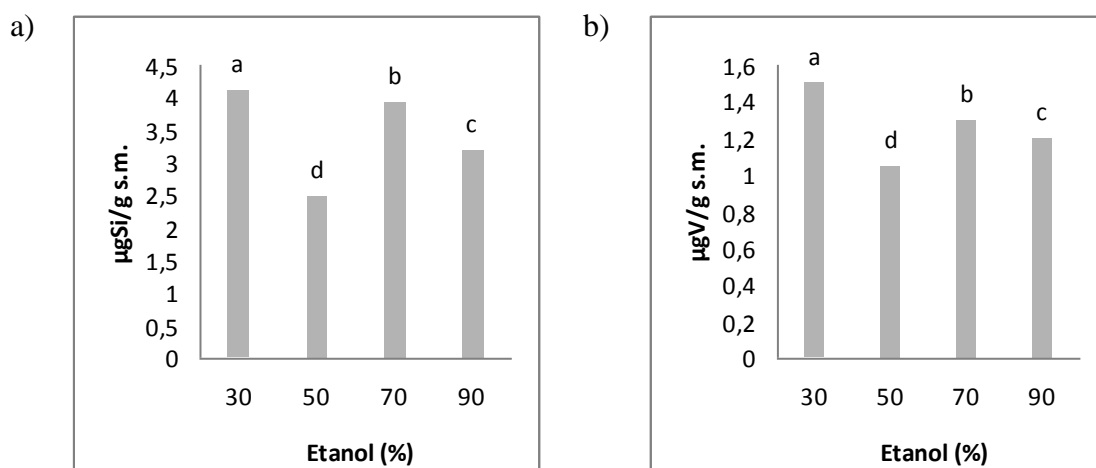 a)
µgSi/g s.m.
4,5
4
3,5
3
2,5
2
1,5
1
0,5
0
a
d
b
c
30 50 70 90
Etanol (%)
b)
µgV/g s.m.
1,6
1,4
1,2
1
0,8
0,6
0,4
0,2
0
a
d
b
c
30 50 70 90
Etanol (%)